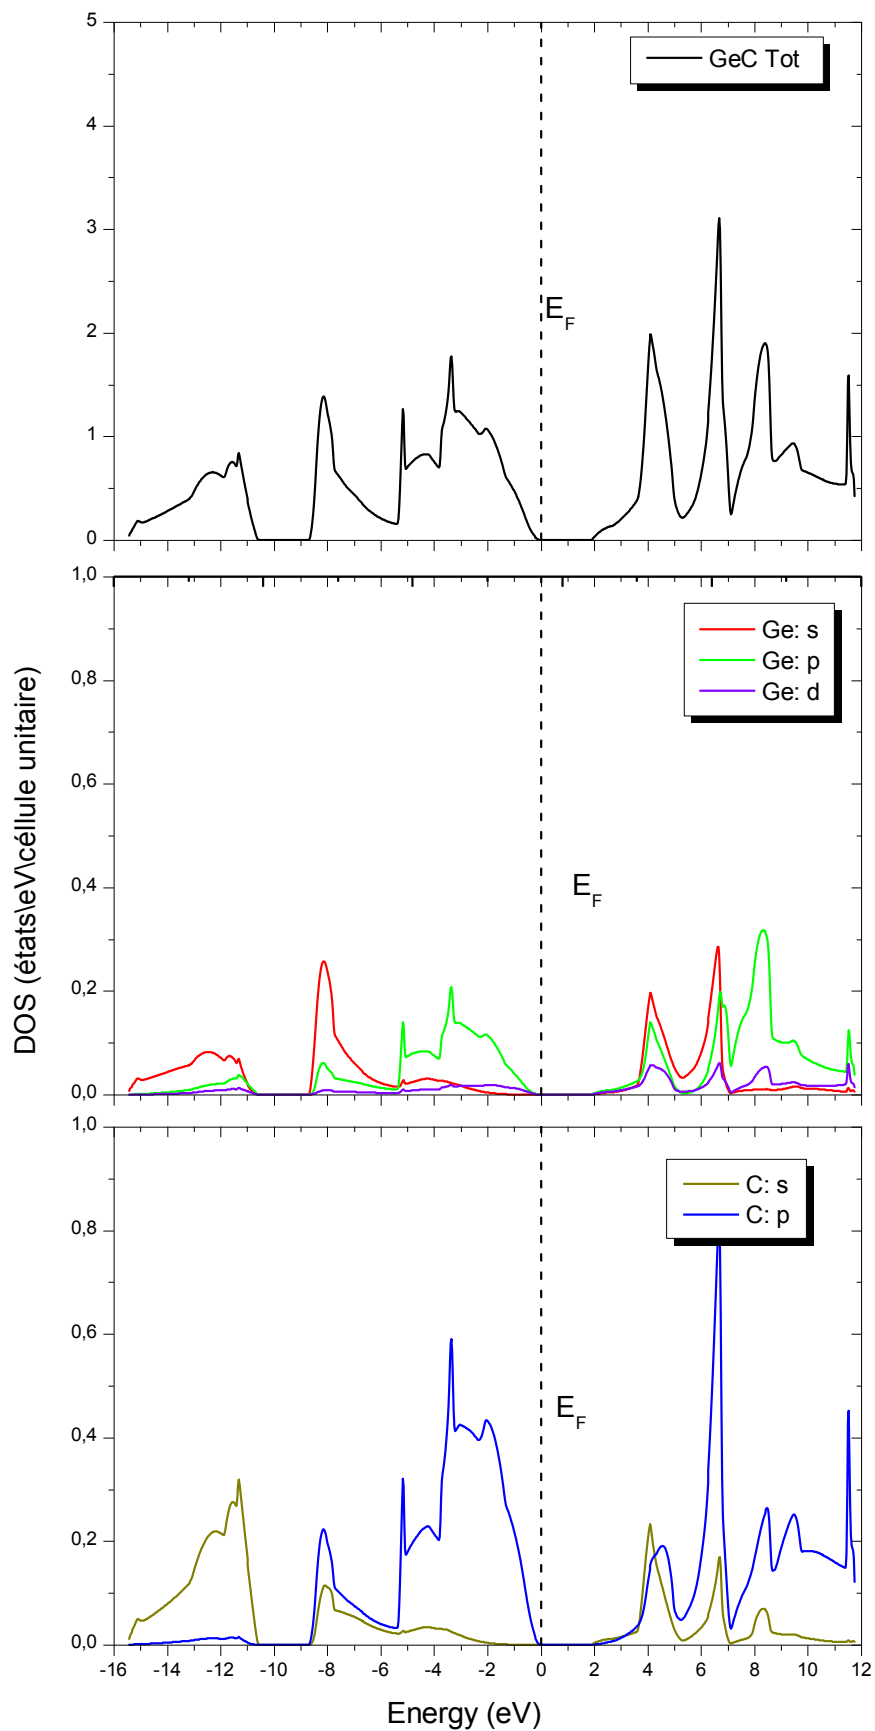 5
GeC Tot
4
3
E_F
2
1
0
1,0
Ge: s
Ge: p
Ge: d
0,8
0,6
0,4
E_F
0,2
0,0
DOS (états\eV\céllule unitaire)
1,0
C: s
C: p
0,8
0,6
0,4
E_F
0,2
0,0
-16 -14 -12 -10 -8 -6 -4 -2 0 2 4 6 8 10 12
Energy (eV)